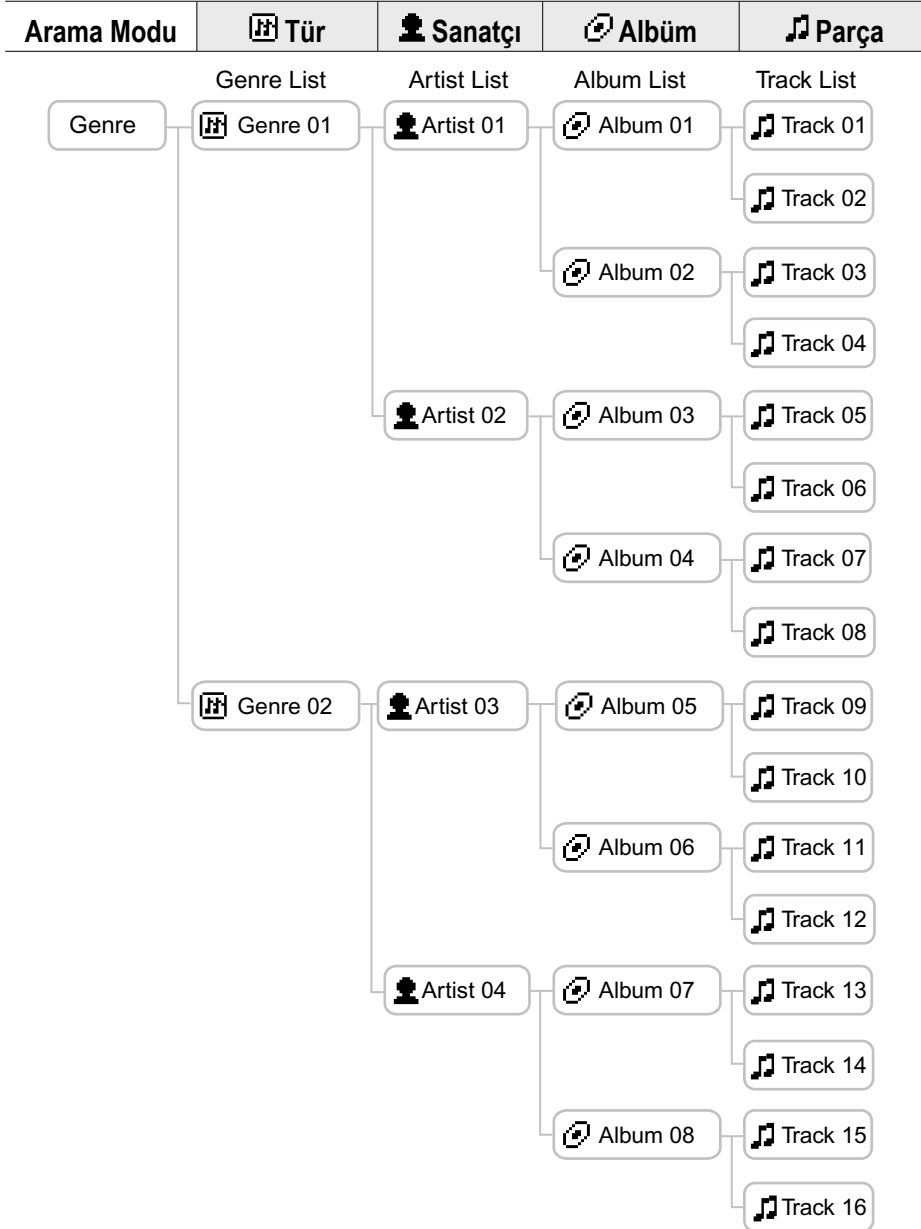 Arama Modu Tür Sanatçı Albüm Parça
Genre List Artist List Album List Track List
Genre Genre 01 Artist 01 Album 01 Track 01
Track 02
Album 02 Track 03
Track 04
Artist 02 Album 03 Track 05
Track 06
Album 04 Track 07
Track 08
Genre 02 Artist 03 Album 05 Track 09
Track 10
Album 06 Track 11
Track 12
Artist 04 Album 07 Track 13
Track 14
Album 08 Track 15
Track 16